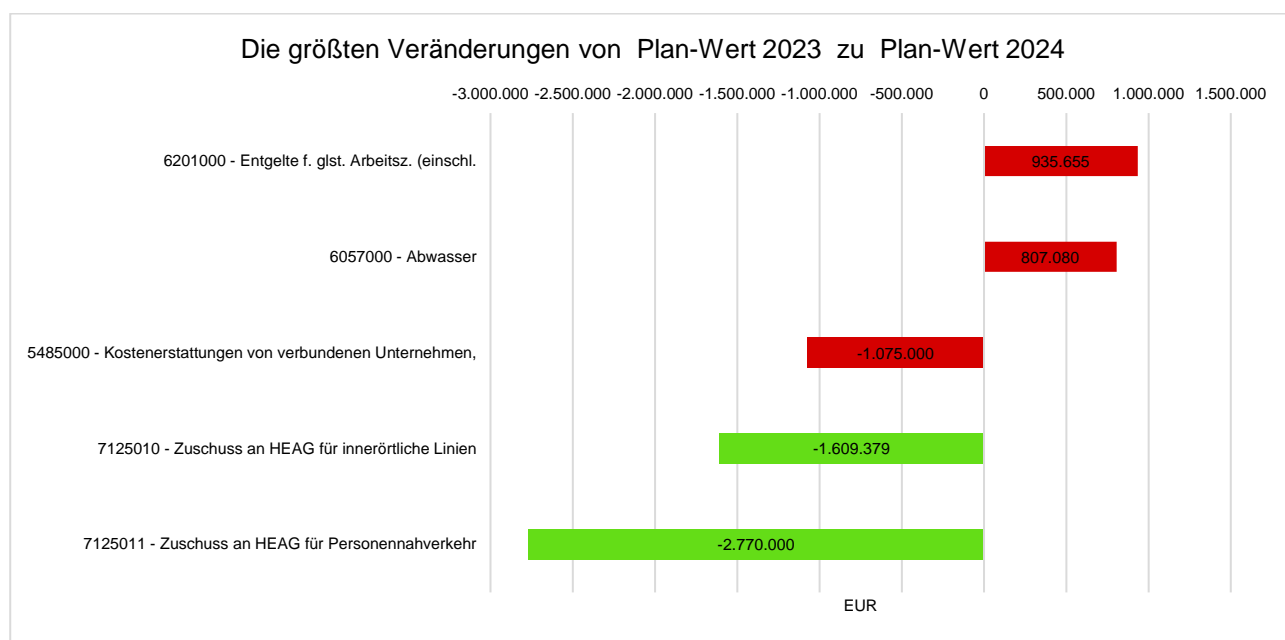 Die größten Veränderungen von  Plan-Wert 2023  zu  Plan-Wert 2024
-3.000.000 -2.500.000 -2.000.000 -1.500.000 -1.000.000 -500.000 0 500.000 1.000.000 1.500.000
6201000 - Entgelte f. glst. Arbeitsz. (einschl. 935.655
6057000 - Abwasser 807.080
5485000 - Kostenerstattungen von verbundenen Unternehmen, -1.075.000
7125010 - Zuschuss an HEAG für innerörtliche Linien -1.609.379
7125011 - Zuschuss an HEAG für Personennahverkehr -2.770.000
EUR